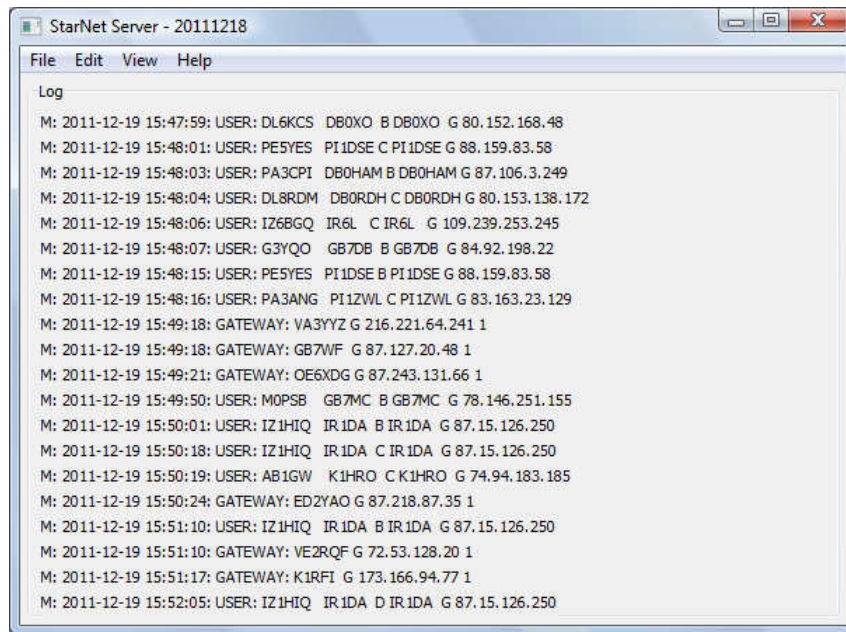 StarNet Server - 20111218
File Edit View Help
Log
M: 2011-12-19 15:47:59: USER: DL6KCS DB0XO B DB0XO G 80.152.168.48
M: 2011-12-19 15:48:01: USER: PE5YES PI1DSE C PI1DSE G 88.159.83.58
M: 2011-12-19 15:48:03: USER: PA3CPI DB0HAM B DB0HAM G 87.106.3.249
M: 2011-12-19 15:48:04: USER: DL8RDM DB0RDH C DB0RDH G 80.153.138.172
M: 2011-12-19 15:48:06: USER: IZ6BGQ IR6L C IR6L G 109.239.253.245
M: 2011-12-19 15:48:07: USER: G3YQO GB7DB B GB7DB G 84.92.198.22
M: 2011-12-19 15:48:15: USER: PE5YES PI1DSE B PI1DSE G 88.159.83.58
M: 2011-12-19 15:48:16: USER: PA3ANG PI1ZWL C PI1ZWL G 83.163.23.129
M: 2011-12-19 15:49:18: GATEWAY: VA3YYZ G 216.221.64.241 1
M: 2011-12-19 15:49:18: GATEWAY: GB7WF G 87.127.20.48 1
M: 2011-12-19 15:49:21: GATEWAY: OE6XDG G 87.243.131.66 1
M: 2011-12-19 15:49:50: USER: M0PSB GB7MC B GB7MC G 78.146.251.155
M: 2011-12-19 15:50:01: USER: IZ1HIQ IR1DA B IR1DA G 87.15.126.250
M: 2011-12-19 15:50:18: USER: IZ1HIQ IR1DA C IR1DA G 87.15.126.250
M: 2011-12-19 15:50:19: USER: AB1GW K1HRO C K1HRO G 74.94.183.185
M: 2011-12-19 15:50:24: GATEWAY: ED2YAO G 87.218.87.35 1
M: 2011-12-19 15:51:10: USER: IZ1HIQ IR1DA B IR1DA G 87.15.126.250
M: 2011-12-19 15:51:10: GATEWAY: VE2RQF G 72.53.128.20 1
M: 2011-12-19 15:51:17: GATEWAY: K1RFI G 173.166.94.77 1
M: 2011-12-19 15:52:05: USER: IZ1HIQ IR1DA D IR1DA G 87.15.126.250